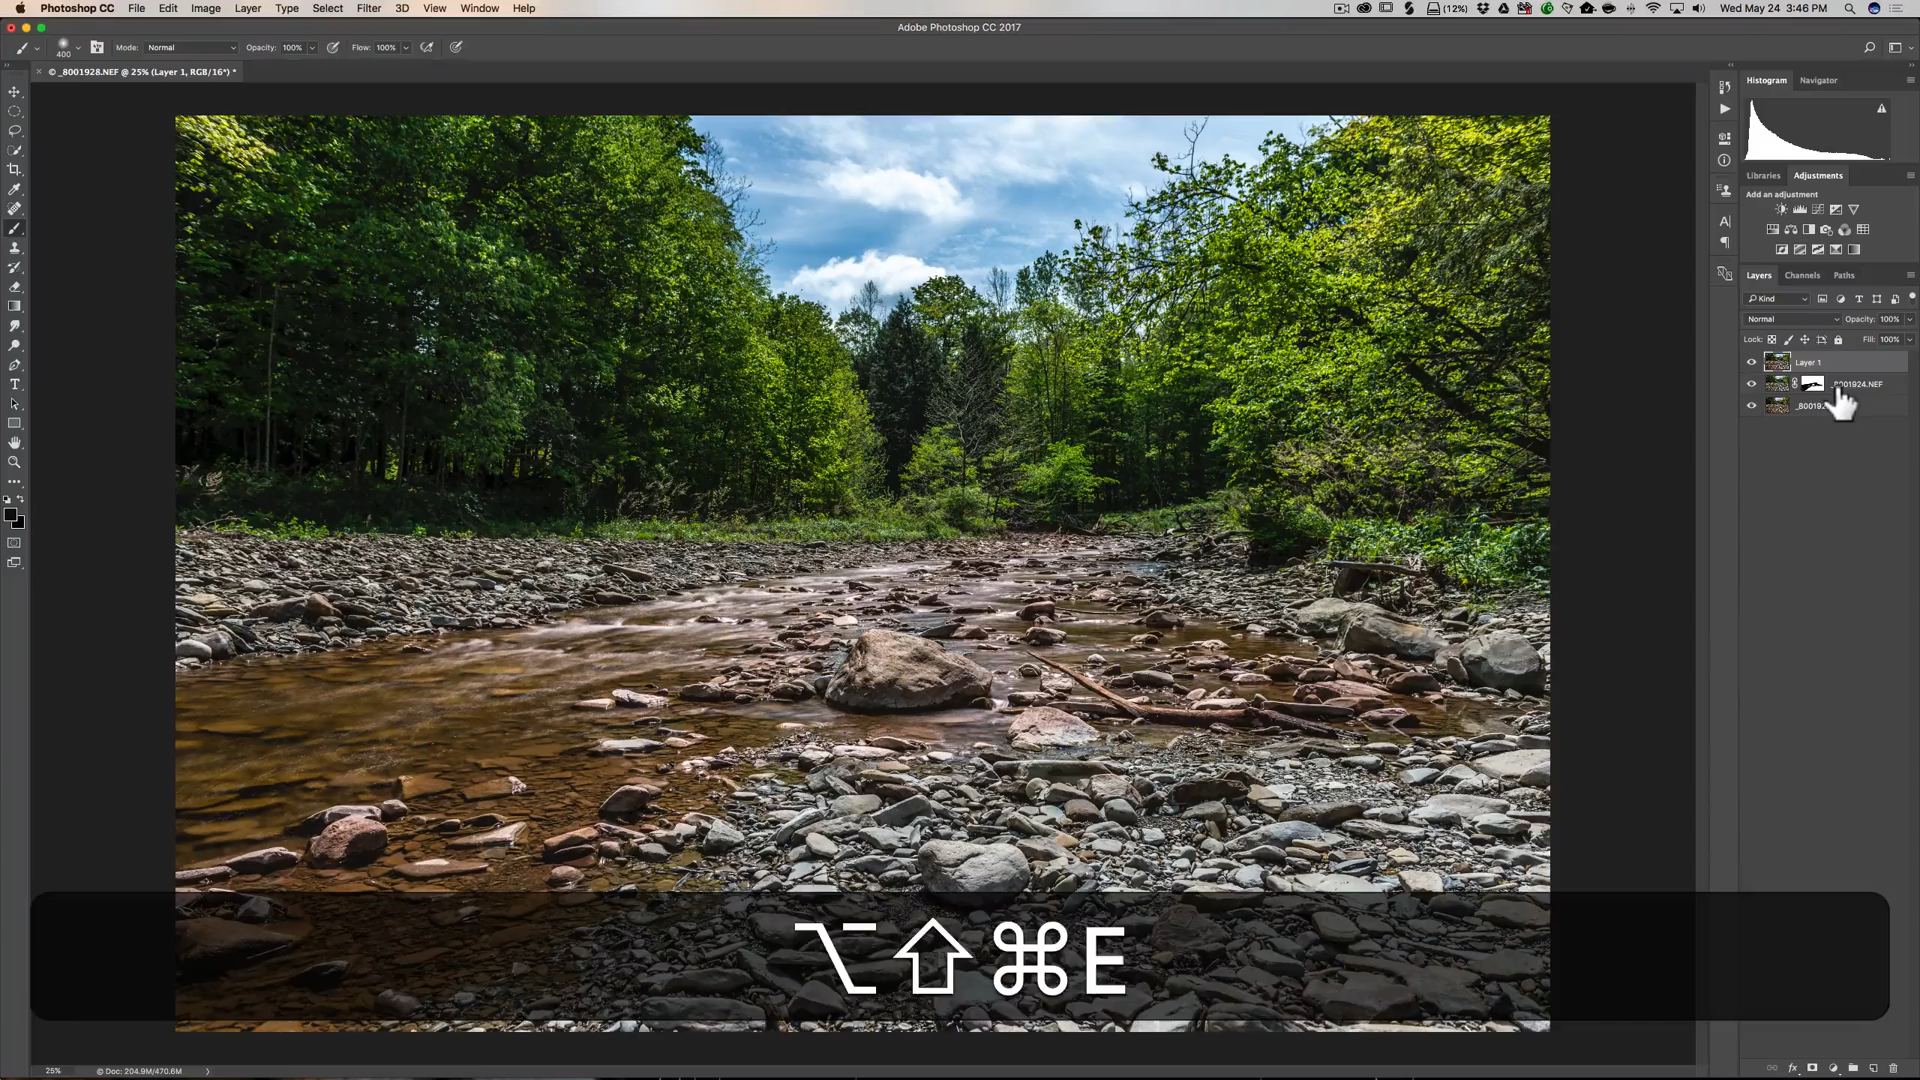 Photoshop CC File Edit Image Layer Type Select Filter 3D View Window Help (12%) Wed May 24 3:46 PM
Adobe Photoshop CC 2017
400 Mode: Normal Opacity: 100% Flow: 100%
© _8001928.NEF @ 25% (Layer 1, RGB/16*) *
Histogram Navigator
Libraries Adjustments
Add an adjustment
Layers Channels Paths
Kind
Normal Opacity: 100%
Lock: Fill: 100%
Layer 1
_8001924.NEF
⌥⇧⌘E
25% Doc: 204.9M/470.6M